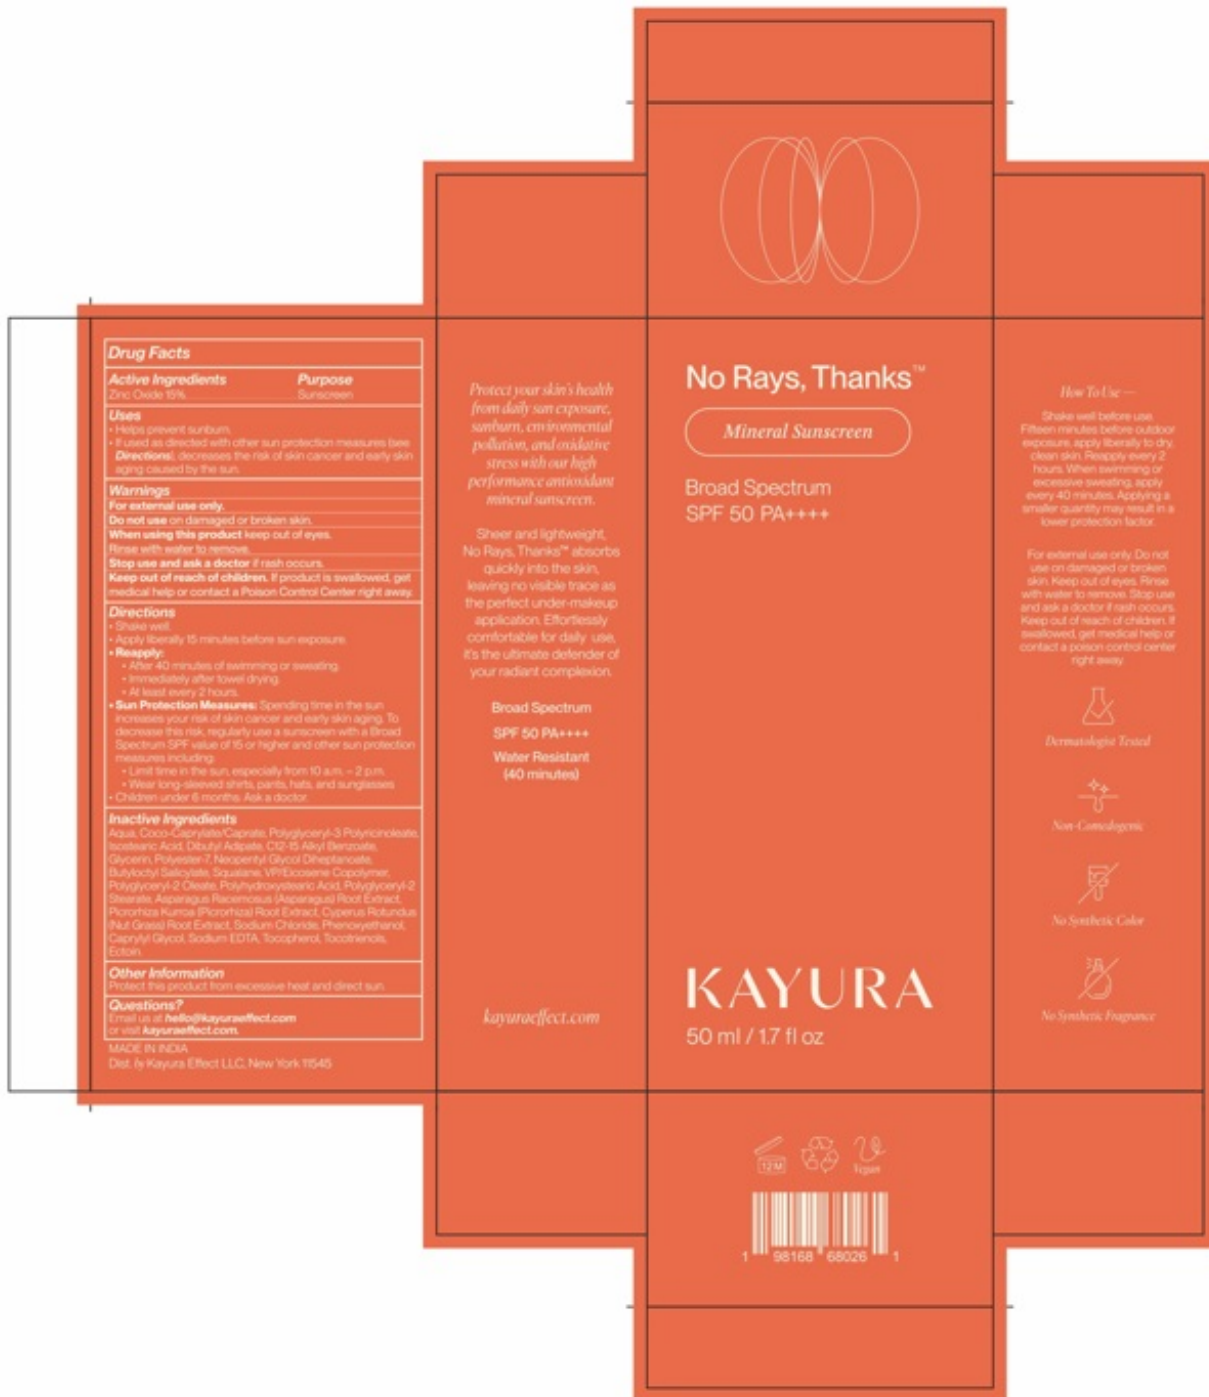 Drug Facts
Active Ingredients Purpose
Zinc Oxide 15% Sunscreen
Uses
• Helps prevent sunburn.
• If used as directed with other sun protection measures (see
Directions), decreases the risk of skin cancer and early skin
aging caused by the sun.
Warnings
For external use only.
Do not use on damaged or broken skin.
When using this product keep out of eyes.
Rinse with water to remove.
Stop use and ask a doctor if rash occurs.
Keep out of reach of children. If product is swallowed, get
medical help or contact a Poison Control Center right away.
Directions
• Shake well.
• Apply liberally 15 minutes before sun exposure.
• Reapply:
• After 40 minutes of swimming or sweating.
• Immediately after towel drying.
• At least every 2 hours.
• Sun Protection Measures: Spending time in the sun
increases your risk of skin cancer and early skin aging. To
decrease this risk, regularly use a sunscreen with a Broad
Spectrum SPF value of 15 or higher and other sun protection
measures including:
• Limit time in the sun, especially from 10 a.m. – 2 p.m.
• Wear long-sleeved shirts, pants, hats, and sunglasses
• Children under 6 months: Ask a doctor.
Inactive Ingredients
Aqua, Coco-Caprylate/Caprate, Polyglyceryl-3 Polyricinoleate,
Isostearic Acid, Dibutyl Adipate, C12-15 Alkyl Benzoate,
Glycerin, Polyester-7, Neopentyl Glycol Diheptanoate,
Butyloctyl Salicylate, Squalane, VP/Eicosene Copolymer,
Polyglyceryl-2 Oleate, Polyhydroxystearic Acid, Polyglyceryl-2
Stearate, Asparagus Racemosus (Asparagus) Root Extract,
Picrorhiza Kurroa (Picrorhiza) Root Extract, Cyperus Rotundus
(Nut Grass) Root Extract, Sodium Chloride, Phenoxyethanol,
Caprylyl Glycol, Sodium EDTA, Tocopherol, Tocotrienols,
Ectoin.
Other Information
Protect this product from excessive heat and direct sun.
Questions?
Email us at hello@kayuraeffect.com
or visit kayuraeffect.com.
MADE IN INDIA
Dist. by Kayura Effect LLC, New York 11545
Protect your skin's health
from daily sun exposure,
sunburn, environmental
pollution, and oxidative
stress with our high
performance antioxidant
mineral sunscreen.
Sheer and lightweight,
No Rays, Thanks™ absorbs
quickly into the skin,
leaving no visible trace as
the perfect under-makeup
application. Effortlessly
comfortable for daily use,
it's the ultimate defender of
your radiant complexion.
Broad Spectrum
SPF 50 PA++++
Water Resistant
(40 minutes)
kayuraeffect.com
No Rays, Thanks™
Mineral Sunscreen
Broad Spectrum
SPF 50 PA++++
KAYURA
50 ml / 1.7 fl oz
12 M
Vegan
1 98168 68026 1
How To Use —
Shake well before use.
Fifteen minutes before outdoor
exposure, apply liberally to dry,
clean skin. Reapply every 2
hours. When swimming or
excessive sweating, apply
every 40 minutes. Applying a
smaller quantity may result in a
lower protection factor.
For external use only. Do not
use on damaged or broken
skin. Keep out of eyes. Rinse
with water to remove. Stop use
and ask a doctor if rash occurs.
Keep out of reach of children. If
swallowed, get medical help or
contact a poison control center
right away.
Dermatologist Tested
Non-Comedogenic
No Synthetic Color
No Synthetic Fragrance